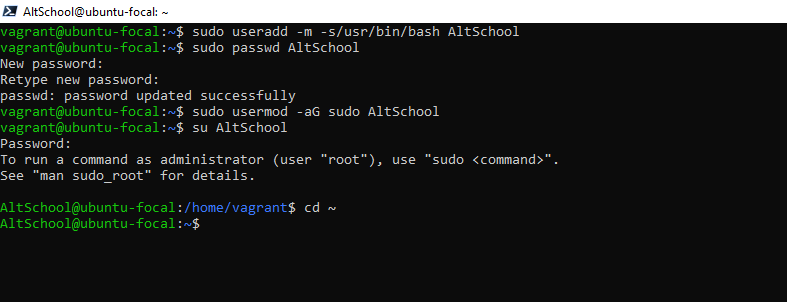 AltSchool@ubuntu-focal: ~
vagrant@ubuntu-focal:~$ sudo useradd -m -s/usr/bin/bash AltSchool
vagrant@ubuntu-focal:~$ sudo passwd AltSchool
New password:
Retype new password:
passwd: password updated successfully
vagrant@ubuntu-focal:~$ sudo usermod -aG sudo AltSchool
vagrant@ubuntu-focal:~$ su AltSchool
Password:
To run a command as administrator (user "root"), use "sudo <command>".
See "man sudo_root" for details.
AltSchool@ubuntu-focal:/home/vagrant$ cd ~
AltSchool@ubuntu-focal:~$